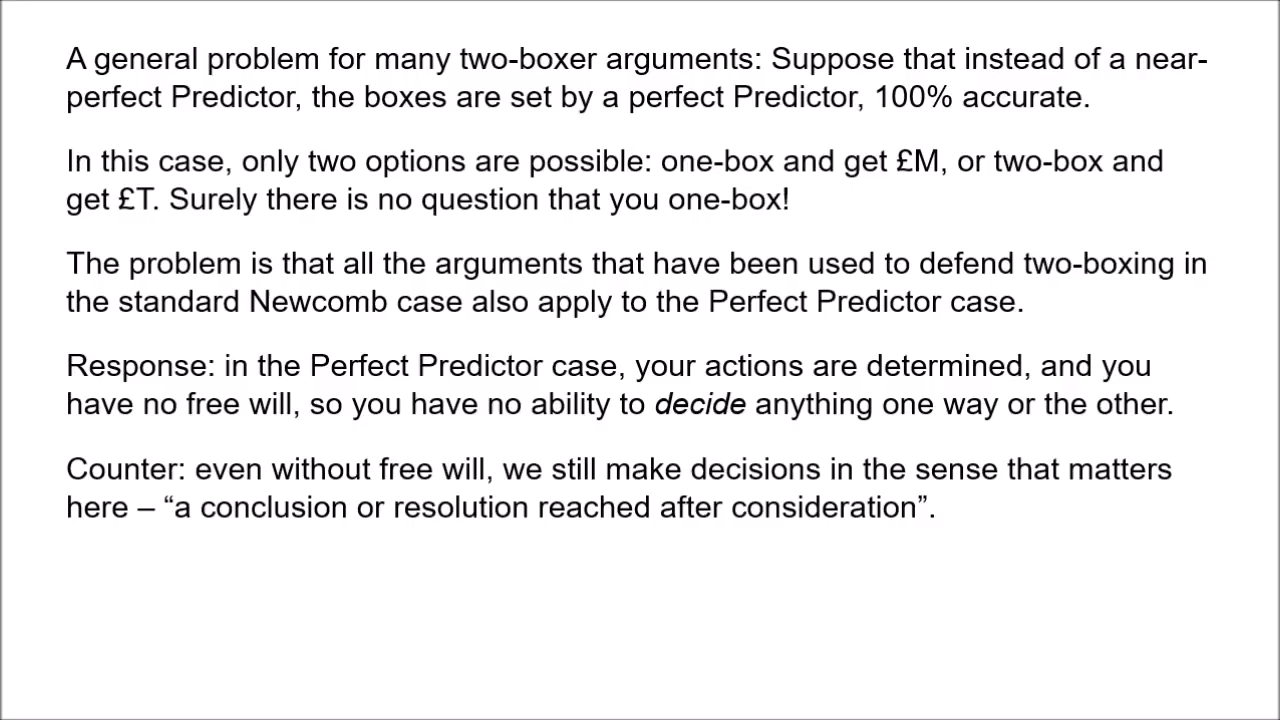 A general problem for many two-boxer arguments: Suppose that instead of a near-
perfect Predictor, the boxes are set by a perfect Predictor, 100% accurate.
In this case, only two options are possible: one-box and get £M, or two-box and
get £T. Surely there is no question that you one-box!
The problem is that all the arguments that have been used to defend two-boxing in
the standard Newcomb case also apply to the Perfect Predictor case.
Response: in the Perfect Predictor case, your actions are determined, and you
have no free will, so you have no ability to decide anything one way or the other.
Counter: even without free will, we still make decisions in the sense that matters
here – “a conclusion or resolution reached after consideration”.